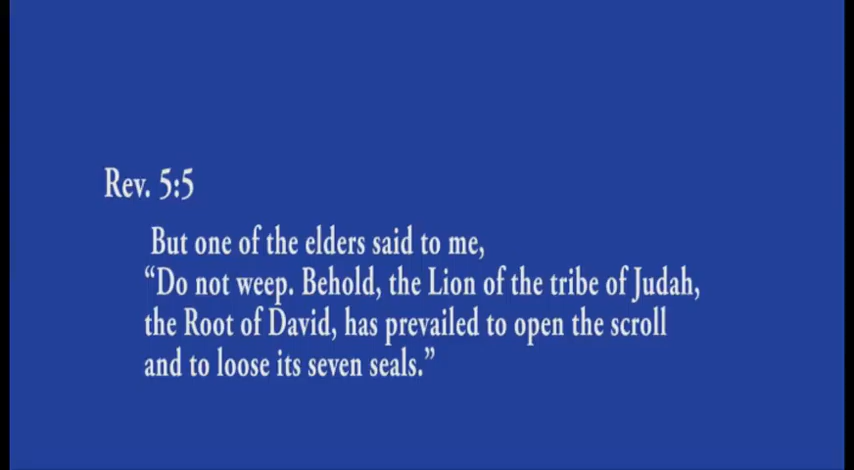 Rev. 5:5
But one of the elders said to me,
“Do not weep. Behold, the Lion of the tribe of Judah,
the Root of David, has prevailed to open the scroll
and to loose its seven seals.”